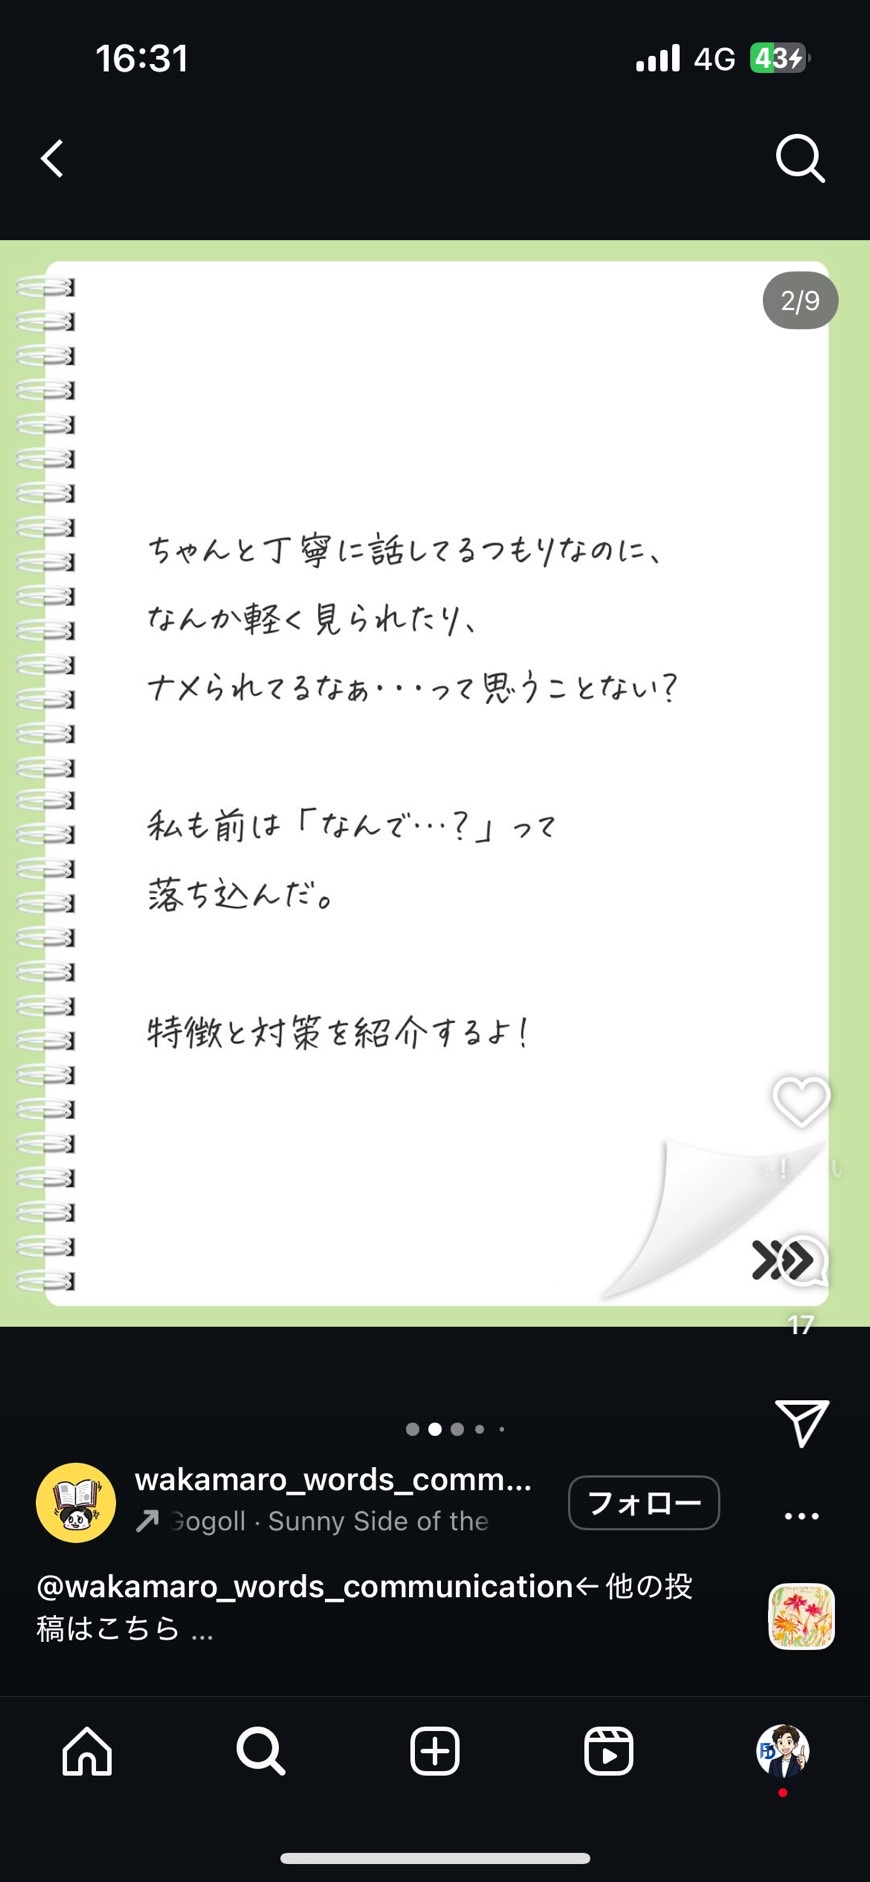 16:31
4G 43
2/9
ちゃんと丁寧に話してるつもりなのに、
なんか軽く見られたり、
ナメられてるなぁ・・・って思うことない?
私も前は「なんで…?」って
落ち込んだ。
特徴と対策を紹介するよ!
17
wakamaro_words_comm...
フォロー
Gogoll · Sunny Side of the
@wakamaro_words_communication← 他の投
稿はこちら ...